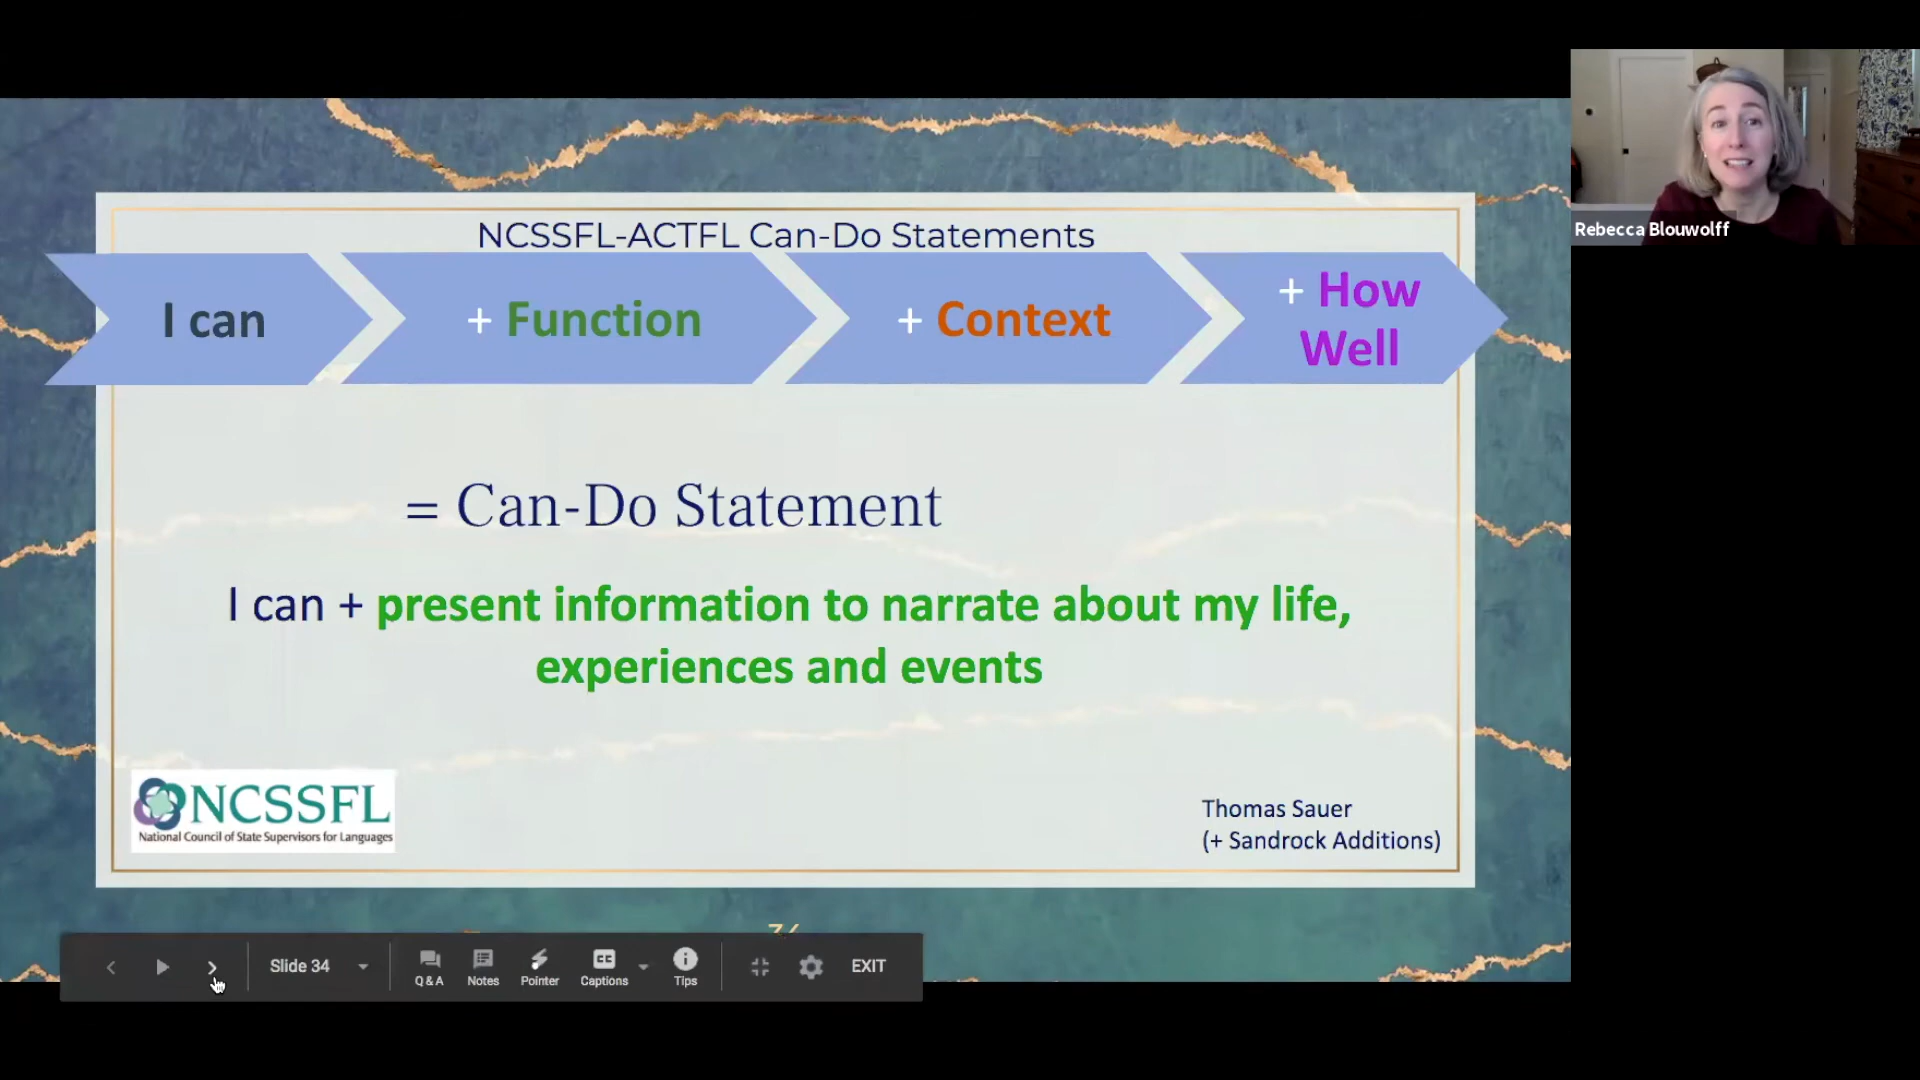 Rebecca Blouwolff
NCSSFL-ACTFL Can-Do Statements
I can
+ Function
+ Context
+ How
Well
= Can-Do Statement
I can + present information to narrate about my life,
experiences and events
NCSSFL
National Council of State Supervisors for Languages
Thomas Sauer
(+ Sandrock Additions)
Slide 34
Q & A
Notes
Pointer
CC
Captions
Tips
EXIT